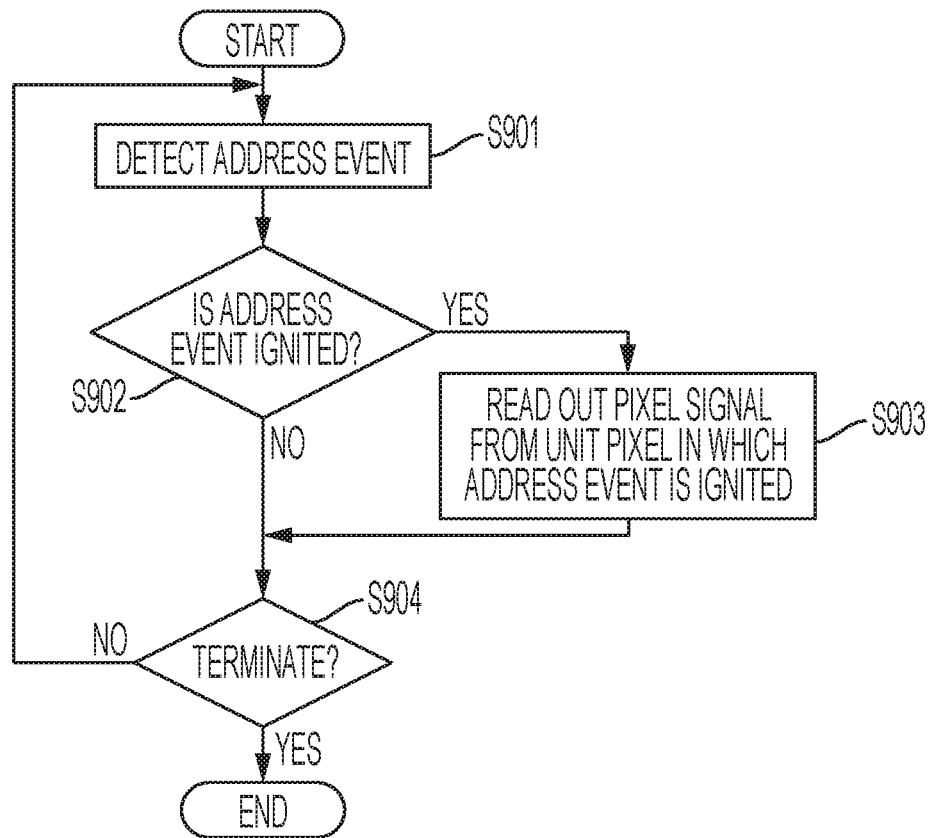 START
DETECT ADDRESS EVENT
S901
IS ADDRESS
EVENT IGNITED?
YES
S902
NO
READ OUT PIXEL SIGNAL
FROM UNIT PIXEL IN WHICH
ADDRESS EVENT IS IGNITED
S903
S904
NO
TERMINATE?
YES
END